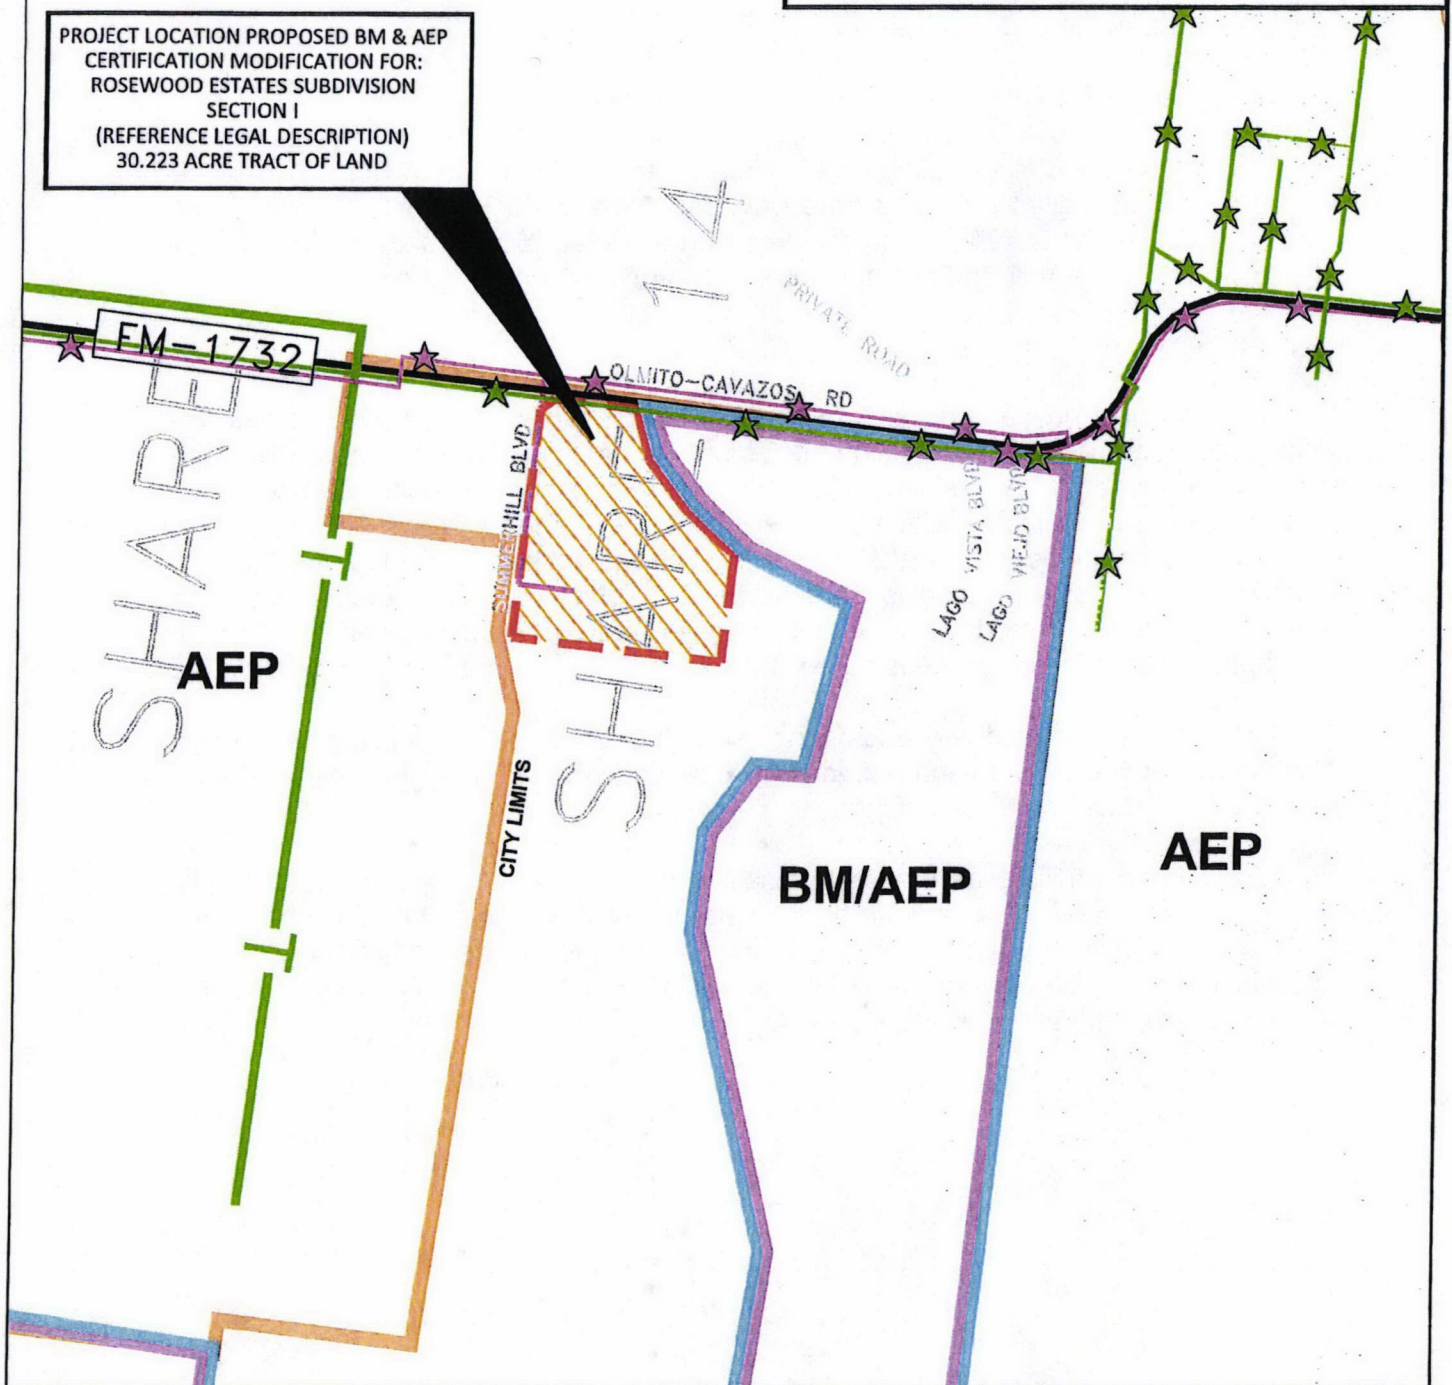 PROJECT LOCATION PROPOSED BM & AEP
CERTIFICATION MODIFICATION FOR:
ROSEWOOD ESTATES SUBDIVISION
SECTION I
(REFERENCE LEGAL DESCRIPTION)
30.223 ACRE TRACT OF LAND
14
PRIVATE ROAD
FM-1732
OLMITO-CAVAZOS RD
SHARE
SHARE
SUMMERHILL BLVD
LAGO VISTA BLVD
LAGO VIEJO BLVD
AEP
CITY LIMITS
BM/AEP
AEP